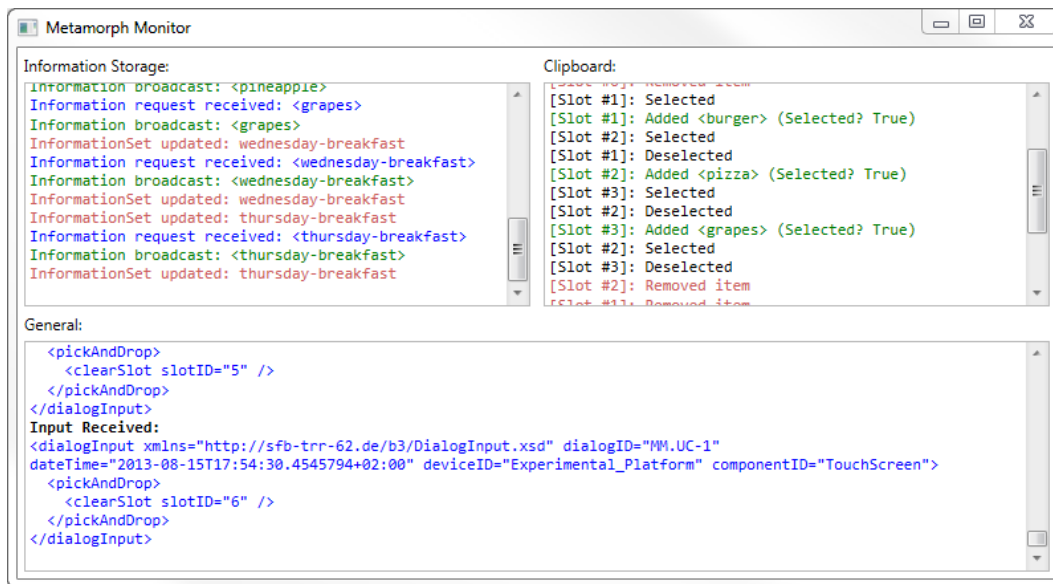 Metamorph Monitor
Information Storage:
Information broadcast: <pineapple>
Information request received: <grapes>
Information broadcast: <grapes>
InformationSet updated: wednesday-breakfast
Information request received: <wednesday-breakfast>
Information broadcast: <wednesday-breakfast>
InformationSet updated: wednesday-breakfast
InformationSet updated: thursday-breakfast
Information request received: <thursday-breakfast>
Information broadcast: <thursday-breakfast>
InformationSet updated: thursday-breakfast
Clipboard:
Removed item
[Slot #1]: Selected
[Slot #1]: Added <burger> (Selected? True)
[Slot #2]: Selected
[Slot #1]: Deselected
[Slot #2]: Added <pizza> (Selected? True)
[Slot #3]: Selected
[Slot #2]: Deselected
[Slot #3]: Added <grapes> (Selected? True)
[Slot #2]: Selected
[Slot #3]: Deselected
[Slot #2]: Removed item
[Slot #1]: Removed item
General:
<pickAndDrop>
<clearSlot slotID="5" />
</pickAndDrop>
</dialogInput>
Input Received:
<dialogInput xmlns="http://sfb-trr-62.de/b3/DialogInput.xsd" dialogID="MM.UC-1"
dateTime="2013-08-15T17:54:30.4545794+02:00" deviceID="Experimental_Platform" componentID="TouchScreen">
<pickAndDrop>
<clearSlot slotID="6" />
</pickAndDrop>
</dialogInput>